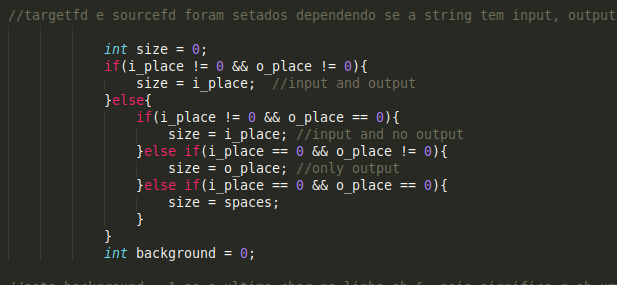 //targetfd e sourcefd foram setados dependendo se a string tem input, output
int size = 0;
if(i_place != 0 && o_place != 0){
size = i_place;  //input and output
}else{
if(i_place != 0 && o_place == 0){
size = i_place; //input and no output
}else if(i_place == 0 && o_place != 0){
size = o_place; //only output
}else if(i_place == 0 && o_place == 0){
size = spaces;
}
}
int background = 0;